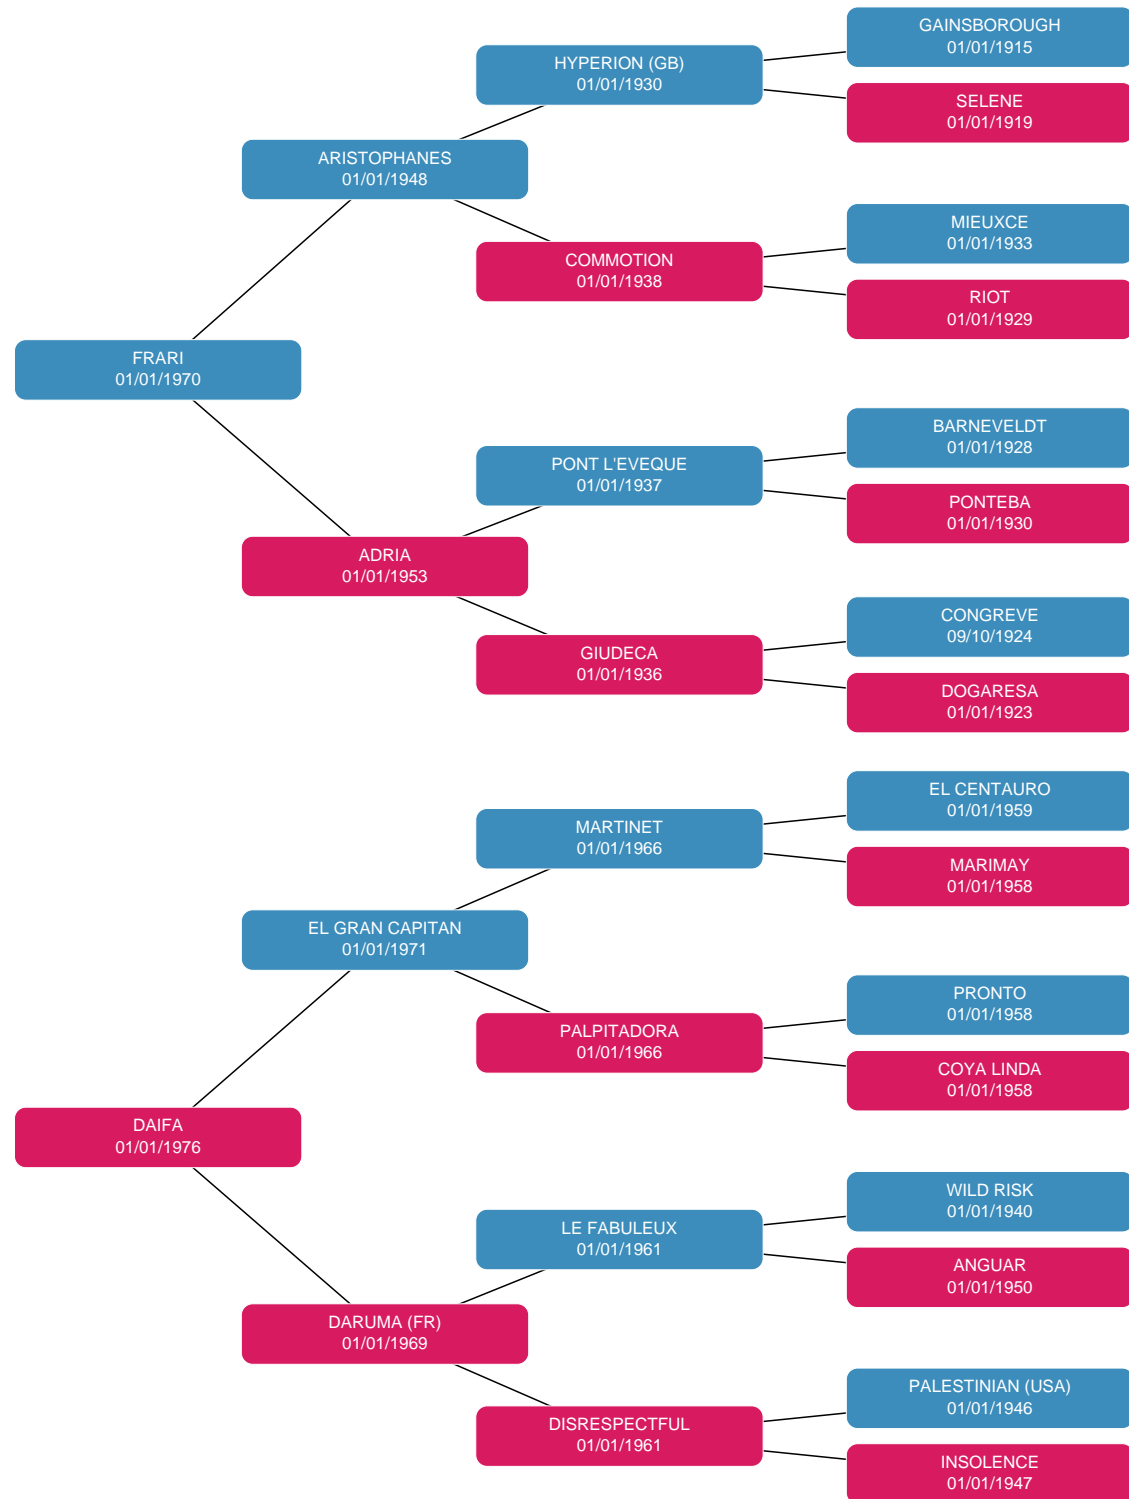 GAINSBOROUGH
01/01/1915
HYPERION (GB)
01/01/1930
SELENE
01/01/1919
ARISTOPHANES
01/01/1948
MIEUXCE
01/01/1933
COMMOTION
01/01/1938
RIOT
01/01/1929
FRARI
01/01/1970
BARNEVELDT
01/01/1928
PONT L'EVEQUE
01/01/1937
PONTEBA
01/01/1930
ADRIA
01/01/1953
CONGREVE
09/10/1924
GIUDECA
01/01/1936
DOGARESA
01/01/1923
EL CENTAURO
01/01/1959
MARTINET
01/01/1966
MARIMAY
01/01/1958
EL GRAN CAPITAN
01/01/1971
PRONTO
01/01/1958
PALPITADORA
01/01/1966
COYA LINDA
01/01/1958
DAIFA
01/01/1976
WILD RISK
01/01/1940
LE FABULEUX
01/01/1961
ANGUAR
01/01/1950
DARUMA (FR)
01/01/1969
PALESTINIAN (USA)
01/01/1946
DISRESPECTFUL
01/01/1961
INSOLENCE
01/01/1947